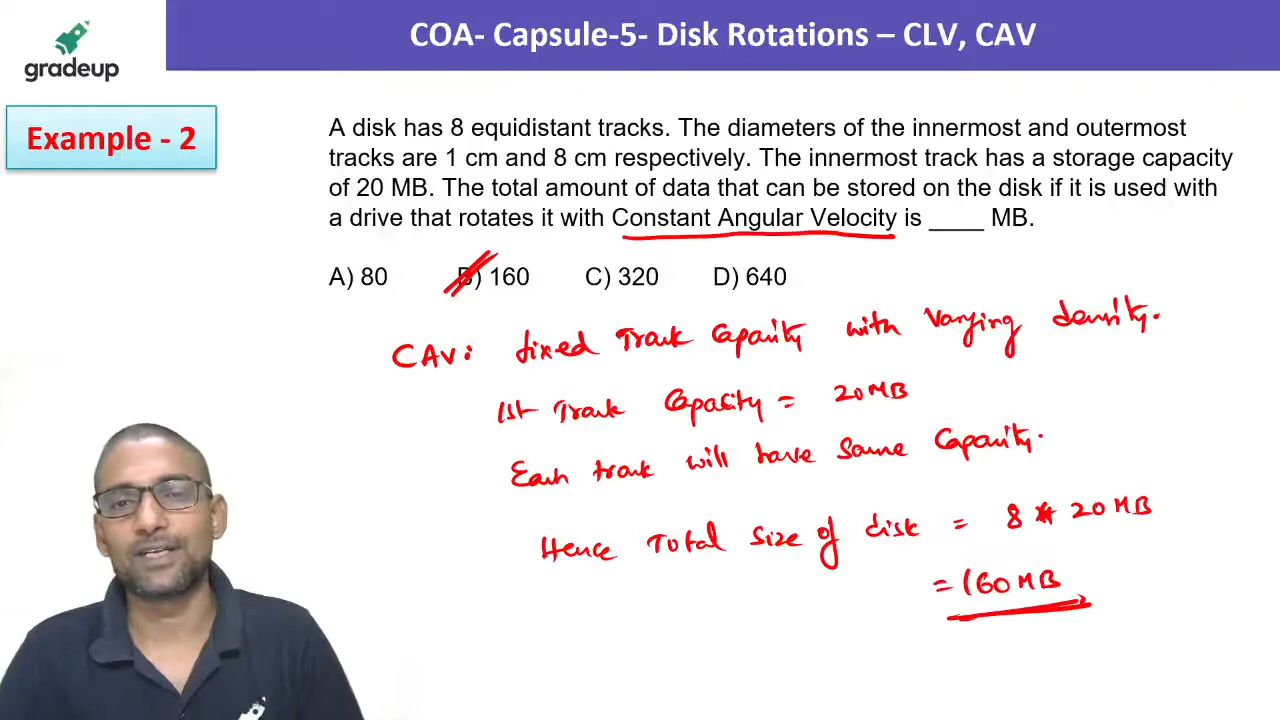 COA- Capsule-5- Disk Rotations – CLV, CAV
gradeup
Example - 2
A disk has 8 equidistant tracks. The diameters of the innermost and outermost
tracks are 1 cm and 8 cm respectively. The innermost track has a storage capacity
of 20 MB. The total amount of data that can be stored on the disk if it is used with
a drive that rotates it with Constant Angular Velocity is ____ MB.
A) 80 B) 160 C) 320 D) 640
CAV: fixed Track Capacity with Varying density.
1st Track Capacity = 20 MB
Each track will have Same Capacity.
Hence Total Size of disk = 8 * 20 MB
= 160 MB